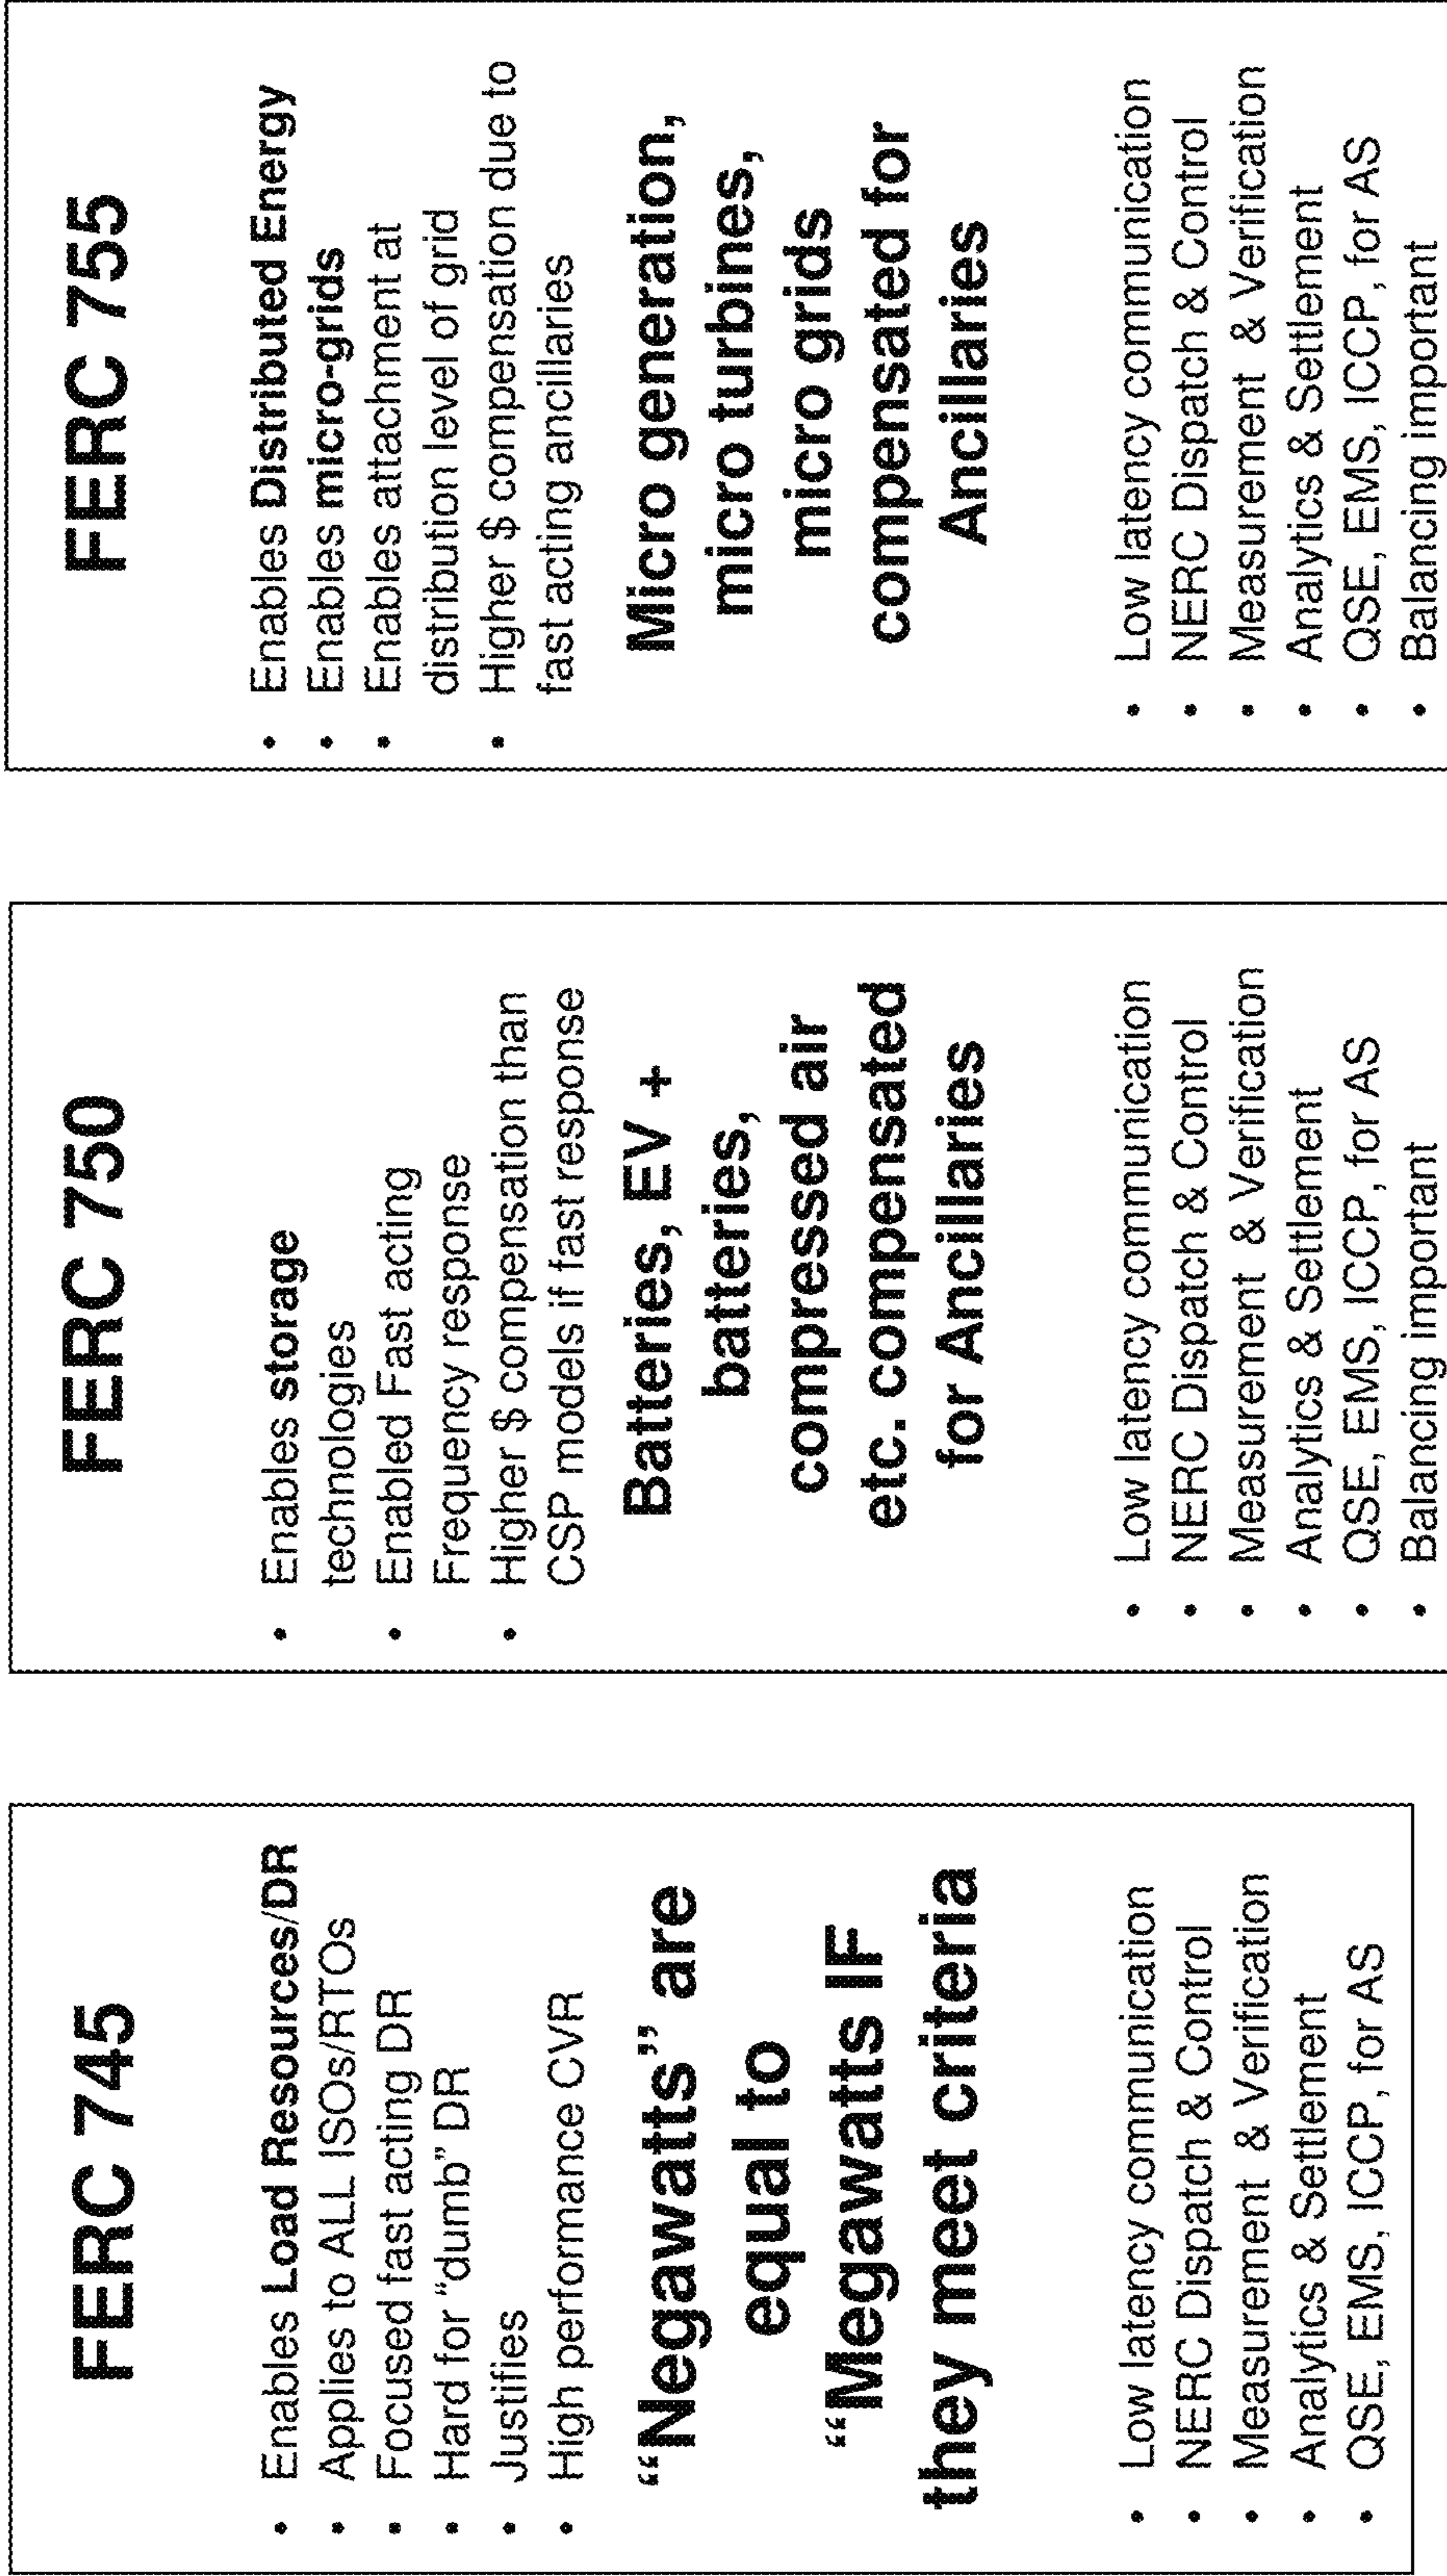 FERC 745
• Enables Load Resources/DR
• Applies to ALL ISOs/RTOs
• Focused fast acting DR
• Hard for “dumb” DR
• Justifies
• High performance CVR
“Negawatts” are
equal to
“Megawatts IF
they meet criteria
• Low latency communication
• NERC Dispatch & Control
• Measurement & Verification
• Analytics & Settlement
• QSE, EMS, ICCP, for AS
FERC 750
• Enables storage
technologies
• Enabled Fast acting
Frequency response
• Higher $ compensation than
CSP models if fast response
Batteries, EV +
batteries,
compressed air
etc. compensated
for Ancillaries
• Low latency communication
• NERC Dispatch & Control
• Measurement & Verification
• Analytics & Settlement
• QSE, EMS, ICCP, for AS
• Balancing important
FERC 755
• Enables Distributed Energy
• Enables micro-grids
• Enables attachment at
distribution level of grid
• Higher $ compensation due to
fast acting ancillaries
Micro generation,
micro turbines,
micro grids
compensated for
Ancillaries
• Low latency communication
• NERC Dispatch & Control
• Measurement & Verification
• Analytics & Settlement
• QSE, EMS, ICCP, for AS
• Balancing important